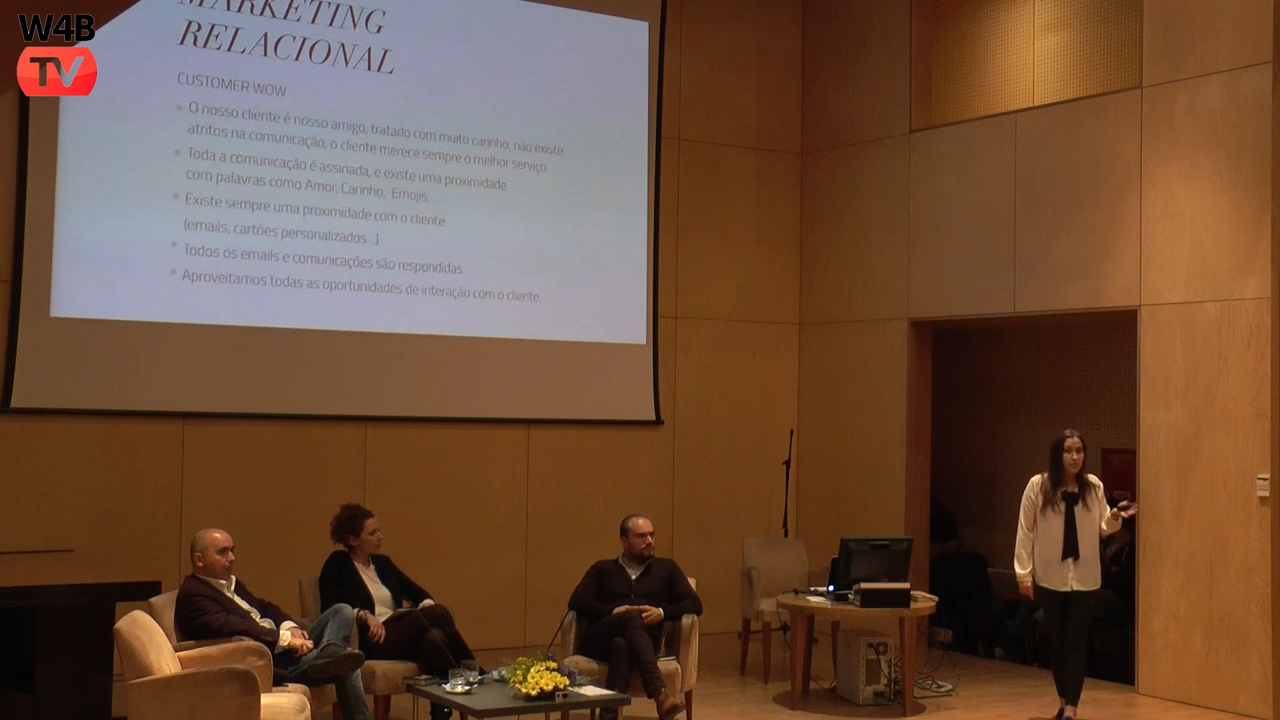 W4B
TV
MARKETING
RELACIONAL
CUSTOMER WOW
O nosso cliente é nosso amigo, tratado com muito carinho, não existe
atritos na comunicação, o cliente merece sempre o melhor serviço.
Toda a comunicação é assinada, e existe uma proximidade
com palavras como Amor, Carinho, Emojis, ...
Existe sempre uma proximidade com o cliente
(emails, cartões personalizados...)
Todos os emails e comunicações são respondidas.
Aproveitamos todas as oportunidades de interação com o cliente.